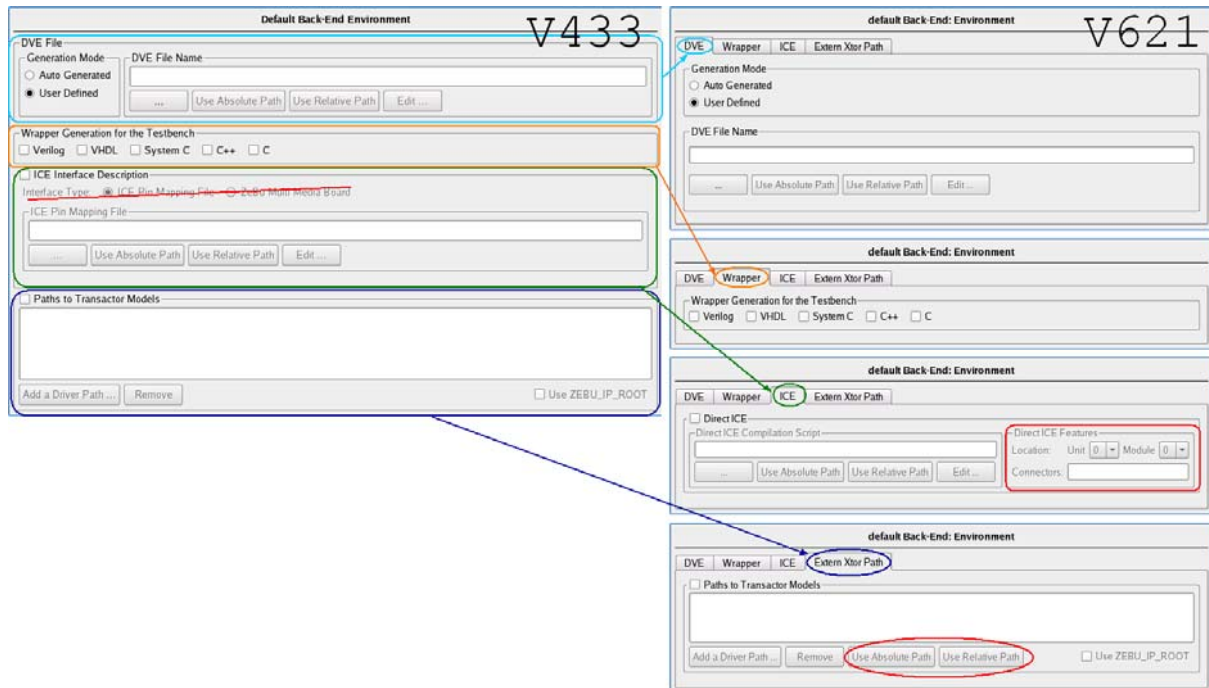 Default Back-End Environment
V433
DVE File
Generation Mode
DVE File Name
Auto Generated
User Defined
...
Use Absolute Path
Use Relative Path
Edit ...
Wrapper Generation for the Testbench
Verilog VHDL System C C++ C
ICE Interface Description
Interface Type: ICE Pin Mapping File ZeBu Multi Media Board
ICE Pin Mapping File
... Use Absolute Path Use Relative Path Edit ...
Paths to Transactor Models
Add a Driver Path ... Remove Use ZEBU_IP_ROOT
default Back-End: Environment
V621
DVE Wrapper ICE Extern Xtor Path
Generation Mode
Auto Generated
User Defined
DVE File Name
... Use Absolute Path Use Relative Path Edit ...
default Back-End: Environment
DVE Wrapper ICE Extern Xtor Path
Wrapper Generation for the Testbench
Verilog VHDL System C C++ C
default Back-End: Environment
DVE Wrapper ICE Extern Xtor Path
Direct ICE
Direct ICE Compilation Script
Direct ICE Features
Location: Unit 0 Module 0
... Use Absolute Path Use Relative Path Edit ...
Connectors:
default Back-End: Environment
DVE Wrapper ICE Extern Xtor Path
Paths to Transactor Models
Add a Driver Path ... Remove Use Absolute Path Use Relative Path Use ZEBU_IP_ROOT